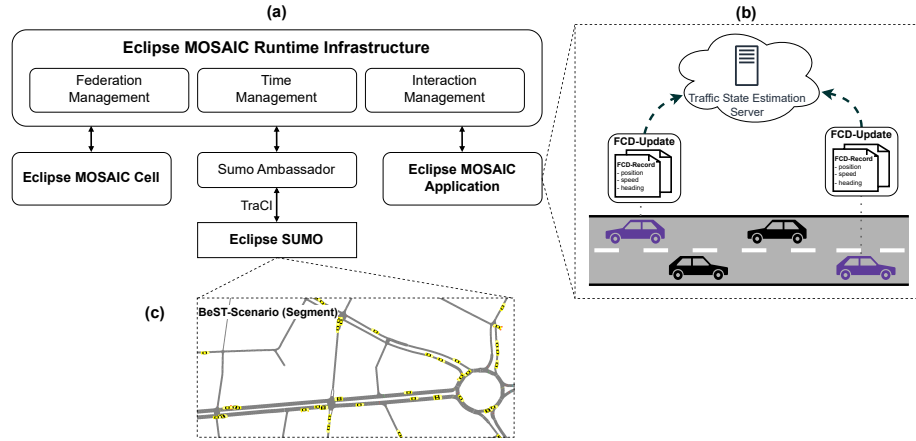 (a)
Eclipse MOSAIC Runtime Infrastructure
Federation
Management
Time
Management
Interaction
Management
Eclipse MOSAIC Cell
Sumo Ambassador
Eclipse MOSAIC
Application
TraCI
Eclipse SUMO
(b)
Traffic State Estimation
Server
FCD-Update
FCD-Record
- position
- speed
- heading
FCD-Update
FCD-Record
- position
- speed
- heading
(c)
BeST-Scenario (Segment)